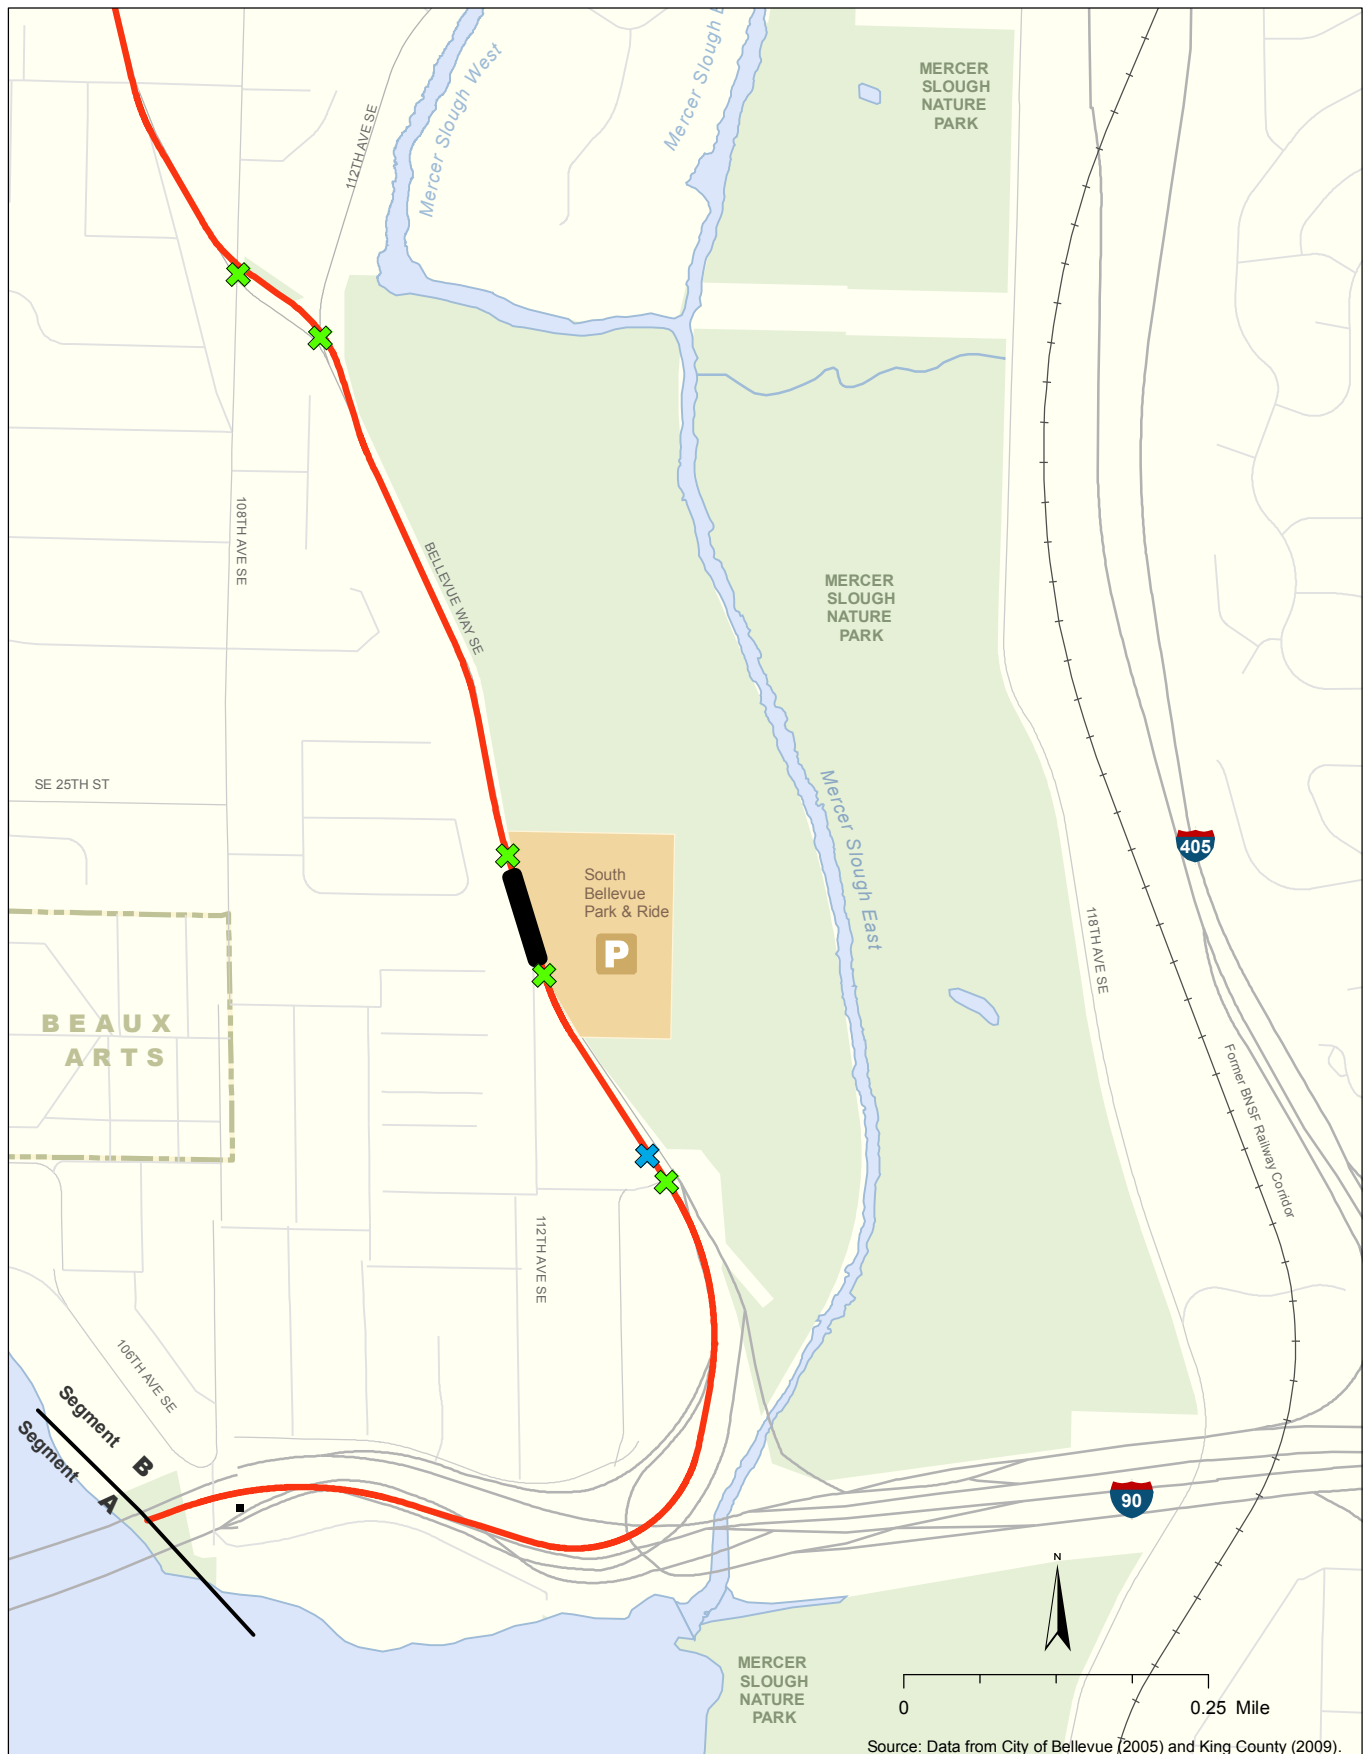 Mercer Slough West
Mercer Slough E
MERCER
SLOUGH
NATURE
PARK
112TH AVE SE
108TH AVE SE
BELLEVUE WAY SE
MERCER
SLOUGH
NATURE
PARK
SE 25TH ST
Mercer Slough East
405
South
Bellevue
Park & Ride
P
118TH AVE SE
BEAUX
ARTS
Former BNSF Railway Corridor
112TH AVE SE
106TH AVE SE
Segment B
Segment A
90
N
MERCER
SLOUGH
NATURE
PARK
0 0.25 Mile
Source: Data from City of Bellevue (2005) and King County (2009).